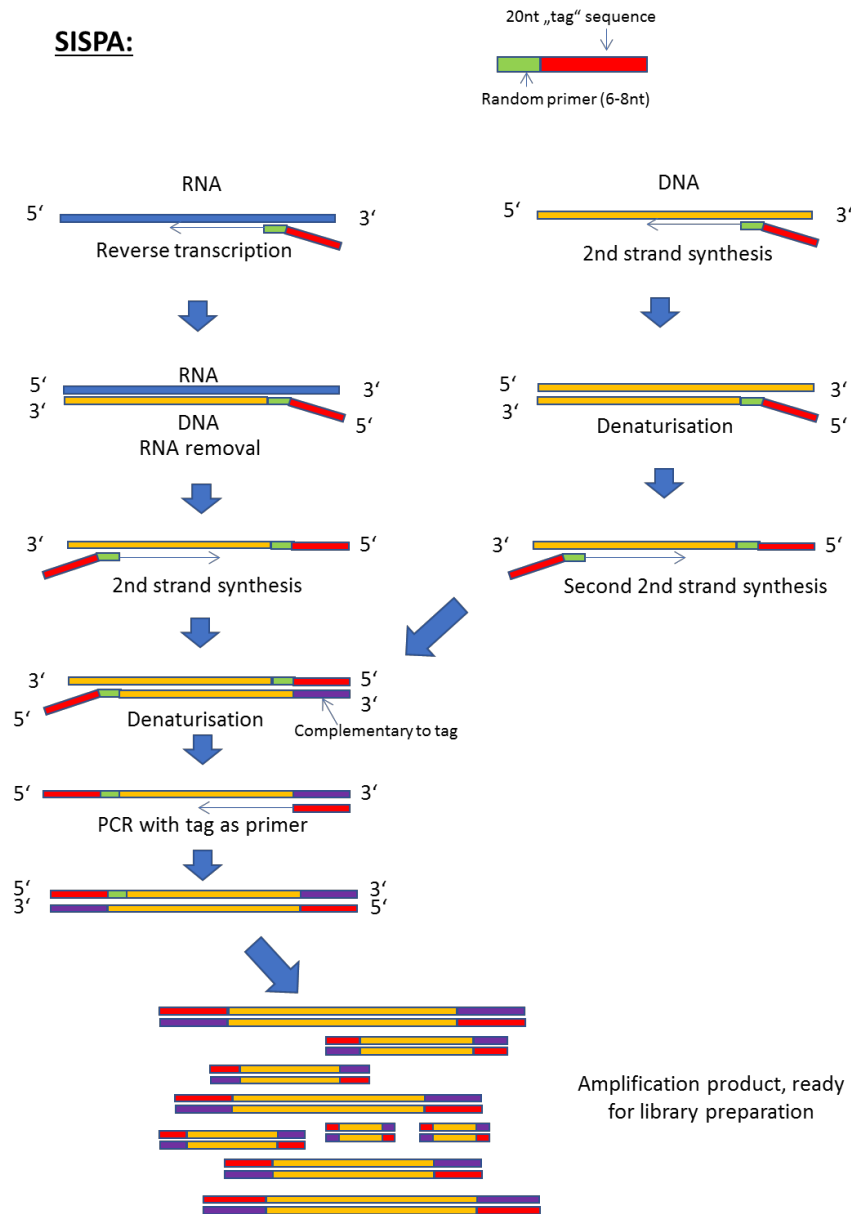 SISPA:
20nt „tag“ sequence
Random primer (6-8nt)
RNA
5‘
3‘
Reverse transcription
DNA
5‘
3‘
2nd strand synthesis
RNA
5‘
3‘
3‘
5‘
DNA
RNA removal
5‘
3‘
3‘
5‘
Denaturisation
3‘
5‘
2nd strand synthesis
3‘
5‘
Second 2nd strand synthesis
3‘
5‘
5‘
3‘
Denaturisation
Complementary to tag
5‘
3‘
PCR with tag as primer
5‘
3‘
3‘
5‘
Amplification product, ready
for library preparation